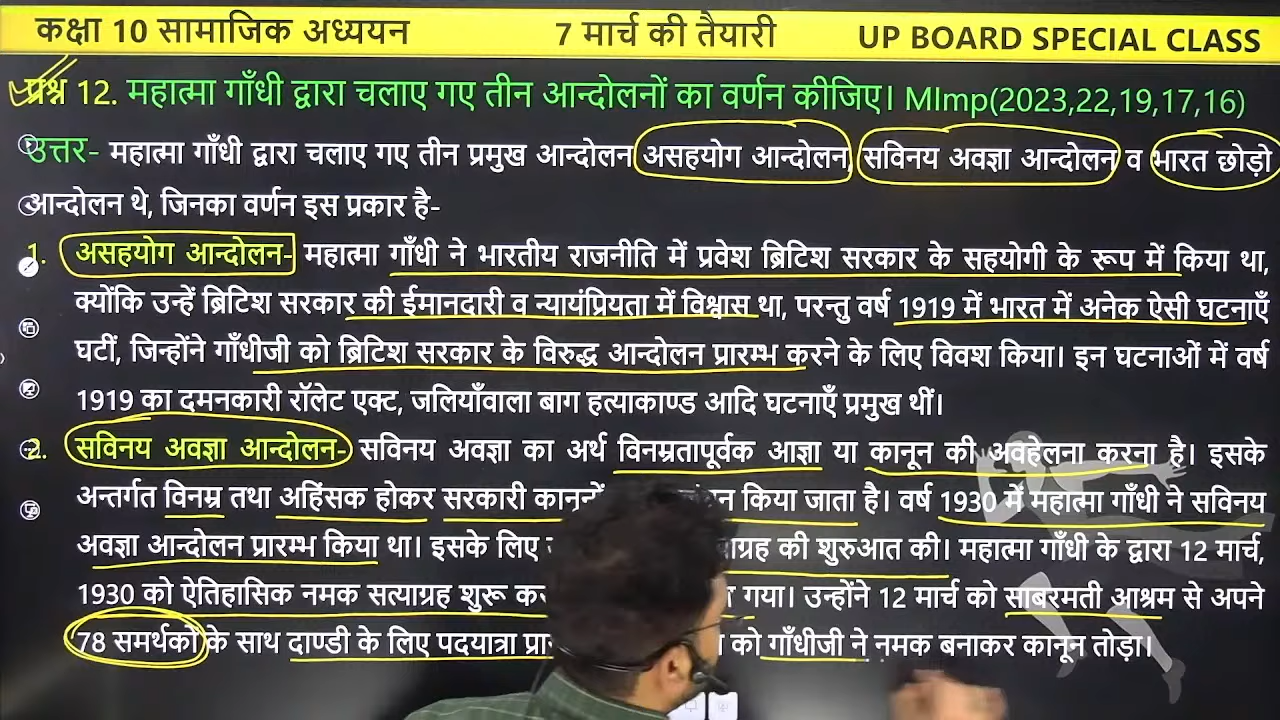 कक्षा 10 सामाजिक अध्ययन 7 मार्च की तैयारी UP BOARD SPECIAL CLASS
प्रश्न 12. महात्मा गाँधी द्वारा चलाए गए तीन आन्दोलनों का वर्णन कीजिए। MImp(2023,22,19,17,16)
उत्तर- महात्मा गाँधी द्वारा चलाए गए तीन प्रमुख आन्दोलन असहयोग आन्दोलन, सविनय अवज्ञा आन्दोलन व भारत छोड़ो
आन्दोलन थे, जिनका वर्णन इस प्रकार है-
1. असहयोग आन्दोलन- महात्मा गाँधी ने भारतीय राजनीति में प्रवेश ब्रिटिश सरकार के सहयोगी के रूप में किया था,
क्योंकि उन्हें ब्रिटिश सरकार की ईमानदारी व न्यायंप्रियता में विश्वास था, परन्तु वर्ष 1919 में भारत में अनेक ऐसी घटनाएँ
घटीं, जिन्होंने गाँधीजी को ब्रिटिश सरकार के विरुद्ध आन्दोलन प्रारम्भ करने के लिए विवश किया। इन घटनाओं में वर्ष
1919 का दमनकारी रॉलेट एक्ट, जलियाँवाला बाग हत्याकाण्ड आदि घटनाएँ प्रमुख थीं।
2. सविनय अवज्ञा आन्दोलन- सविनय अवज्ञा का अर्थ विनम्रतापूर्वक आज्ञा या कानून की अवहेलना करना है। इसके
अन्तर्गत विनम्र तथा अहिंसक होकर सरकारी कानूनों किया जाता है। वर्ष 1930 में महात्मा गाँधी ने सविनय
अवज्ञा आन्दोलन प्रारम्भ किया था। इसके लिए की शुरुआत की। महात्मा गाँधी के द्वारा 12 मार्च,
1930 को ऐतिहासिक नमक सत्याग्रह शुरू गया। उन्होंने 12 मार्च को साबरमती आश्रम से अपने
78 समर्थकों के साथ दाण्डी के लिए पदयात्रा को गाँधीजी ने नमक बनाकर कानून तोड़ा।